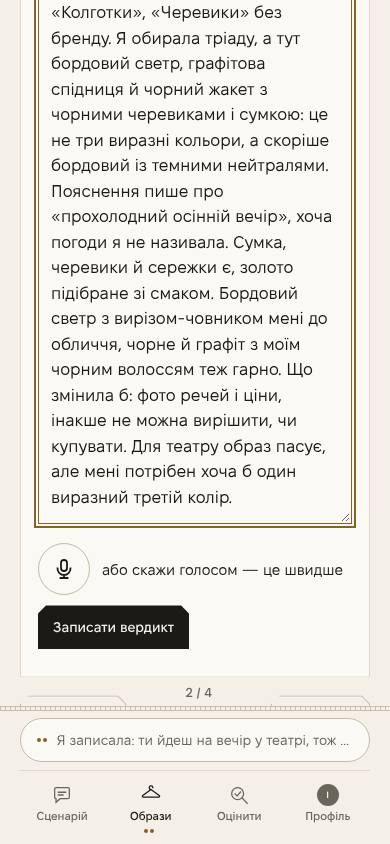 «Колготки», «Черевики» без
бренду. Я обирала тріаду, а тут
бордовий светр, графітова
спідниця й чорний жакет з
чорними черевиками і сумкою: це
не три виразні кольори, а скоріше
бордовий із темними нейтралями.
Пояснення пише про
«прохолодний осінній вечір», хоча
погоди я не називала. Сумка,
черевики й сережки є, золото
підібране зі смаком. Бордовий
светр з вирізом-човником мені до
обличчя, чорне й графіт з моїм
чорним волоссям теж гарно. Що
змінила б: фото речей і ціни,
інакше не можна вирішити, чи
купувати. Для театру образ пасує,
але мені потрібен хоча б один
виразний третій колір.
або скажи голосом — це швидше
Записати вердикт
2 / 4
Я записала: ти йдеш на вечір у театрі, тож ...
Сценарій
Образи
Оцінити
І
Профіль